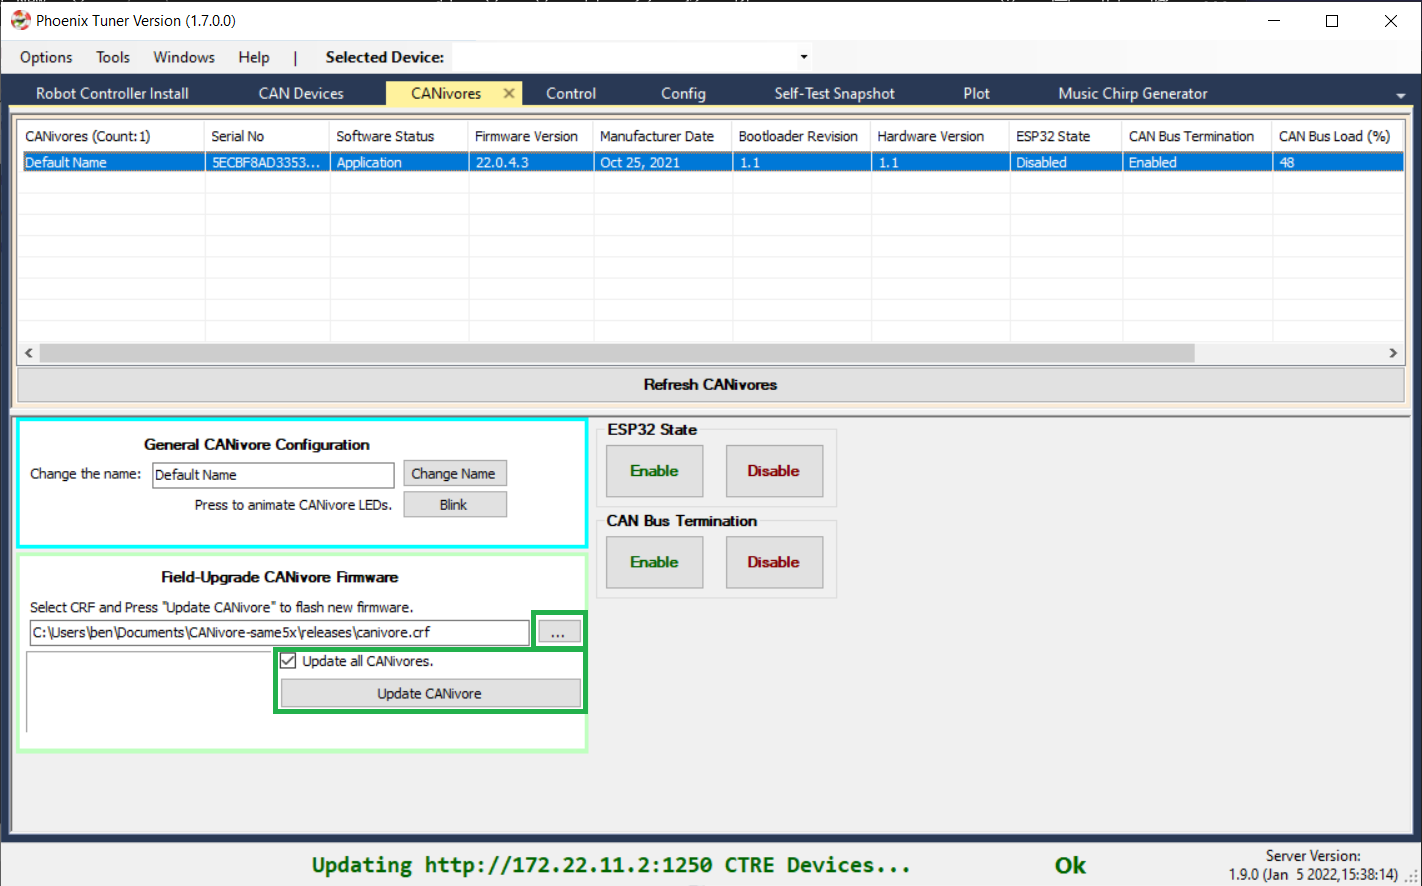 Phoenix Tuner Version (1.7.0.0)
Options Tools Windows Help | Selected Device:
Robot Controller Install CAN Devices CANivores Control Config Self-Test Snapshot Plot Music Chirp Generator
CANivores (Count:1) Serial No Software Status Firmware Version Manufacturer Date Bootloader Revision Hardware Version ESP32 State CAN Bus Termination CAN Bus Load (%)
Default Name 5ECBF8AD3353... Application 22.0.4.3 Oct 25, 2021 1.1 1.1 Disabled Enabled 48
Refresh CANivores
General CANivore Configuration
Change the name: Default Name Change Name
Press to animate CANivore LEDs. Blink
ESP32 State
Enable Disable
CAN Bus Termination
Enable Disable
Field-Upgrade CANivore Firmware
Select CRF and Press "Update CANivore" to flash new firmware.
C:\Users\ben\Documents\CANivore-same5x\releases\canivore.crf ...
Update all CANivores.
Update CANivore
Updating http://172.22.11.2:1250 CTRE Devices... Ok
Server Version:
1.9.0 (Jan 5 2022,15:38:14)